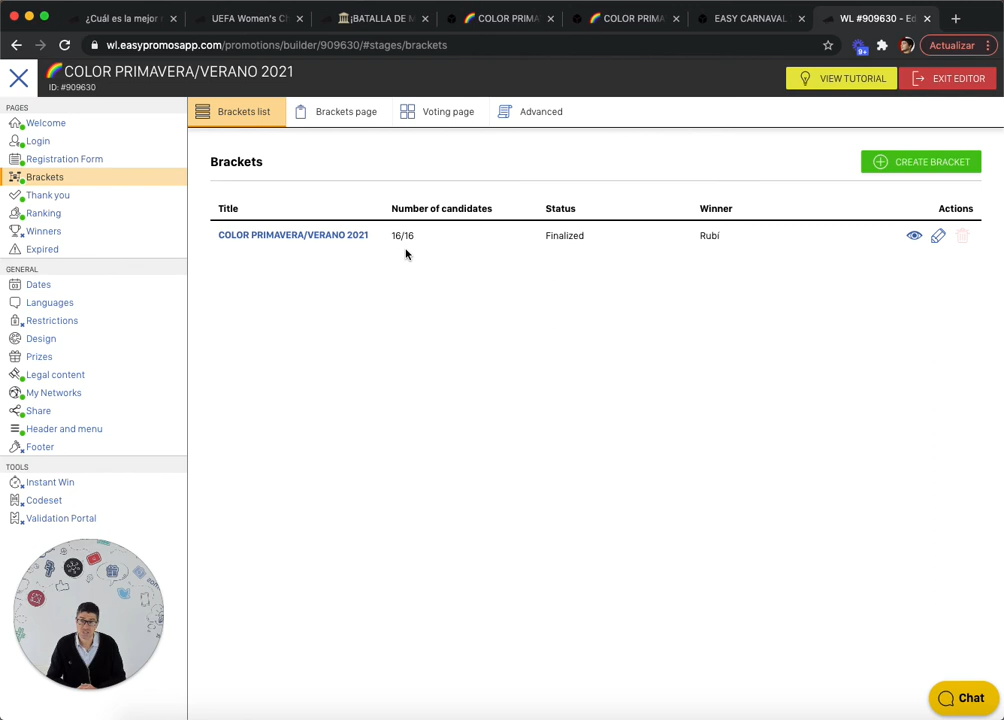 ¿Cuál es la mejor
UEFA Women's C
¡BATALLA DE M
COLOR PRIMA
COLOR PRIMA
EASY CARNAVAL
WL #909630 - Ed
wl.easypromosapp.com/promotions/builder/909630/#stages/brackets
9+
Actualizar
COLOR PRIMAVERA/VERANO 2021
ID: #909630
VIEW TUTORIAL
EXIT EDITOR
PAGES
Welcome
Login
Registration Form
Brackets
Thank you
Ranking
Winners
Expired
GENERAL
Dates
Languages
Restrictions
Design
Prizes
Legal content
My Networks
Share
Header and menu
Footer
TOOLS
Instant Win
Codeset
Validation Portal
Brackets list
Brackets page
Voting page
Advanced
Brackets
CREATE BRACKET
Title
Number of candidates
Status
Winner
Actions
COLOR PRIMAVERA/VERANO 2021
16/16
Finalized
Rubí
Chat